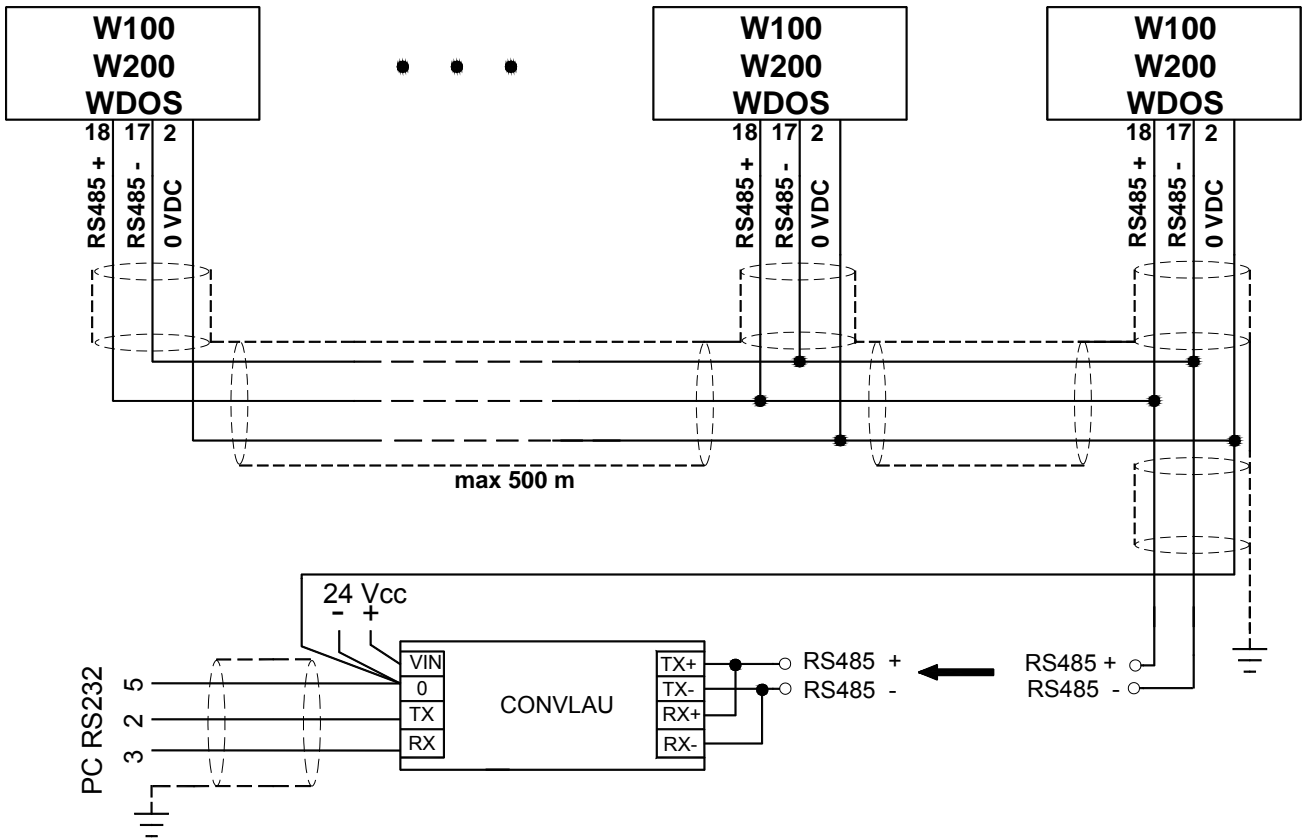 W100
W200
WDOS
18 17 2
RS485 +
RS485 -
0 VDC
W100
W200
WDOS
18 17 2
RS485 +
RS485 -
0 VDC
W100
W200
WDOS
18 17 2
RS485 +
RS485 -
0 VDC
max 500 m
24 Vcc
- +
PC RS232
5
2
3
VIN
0
TX
RX
CONVLAU
TX+
TX-
RX+
RX-
RS485 +
RS485 -
RS485 +
RS485 -